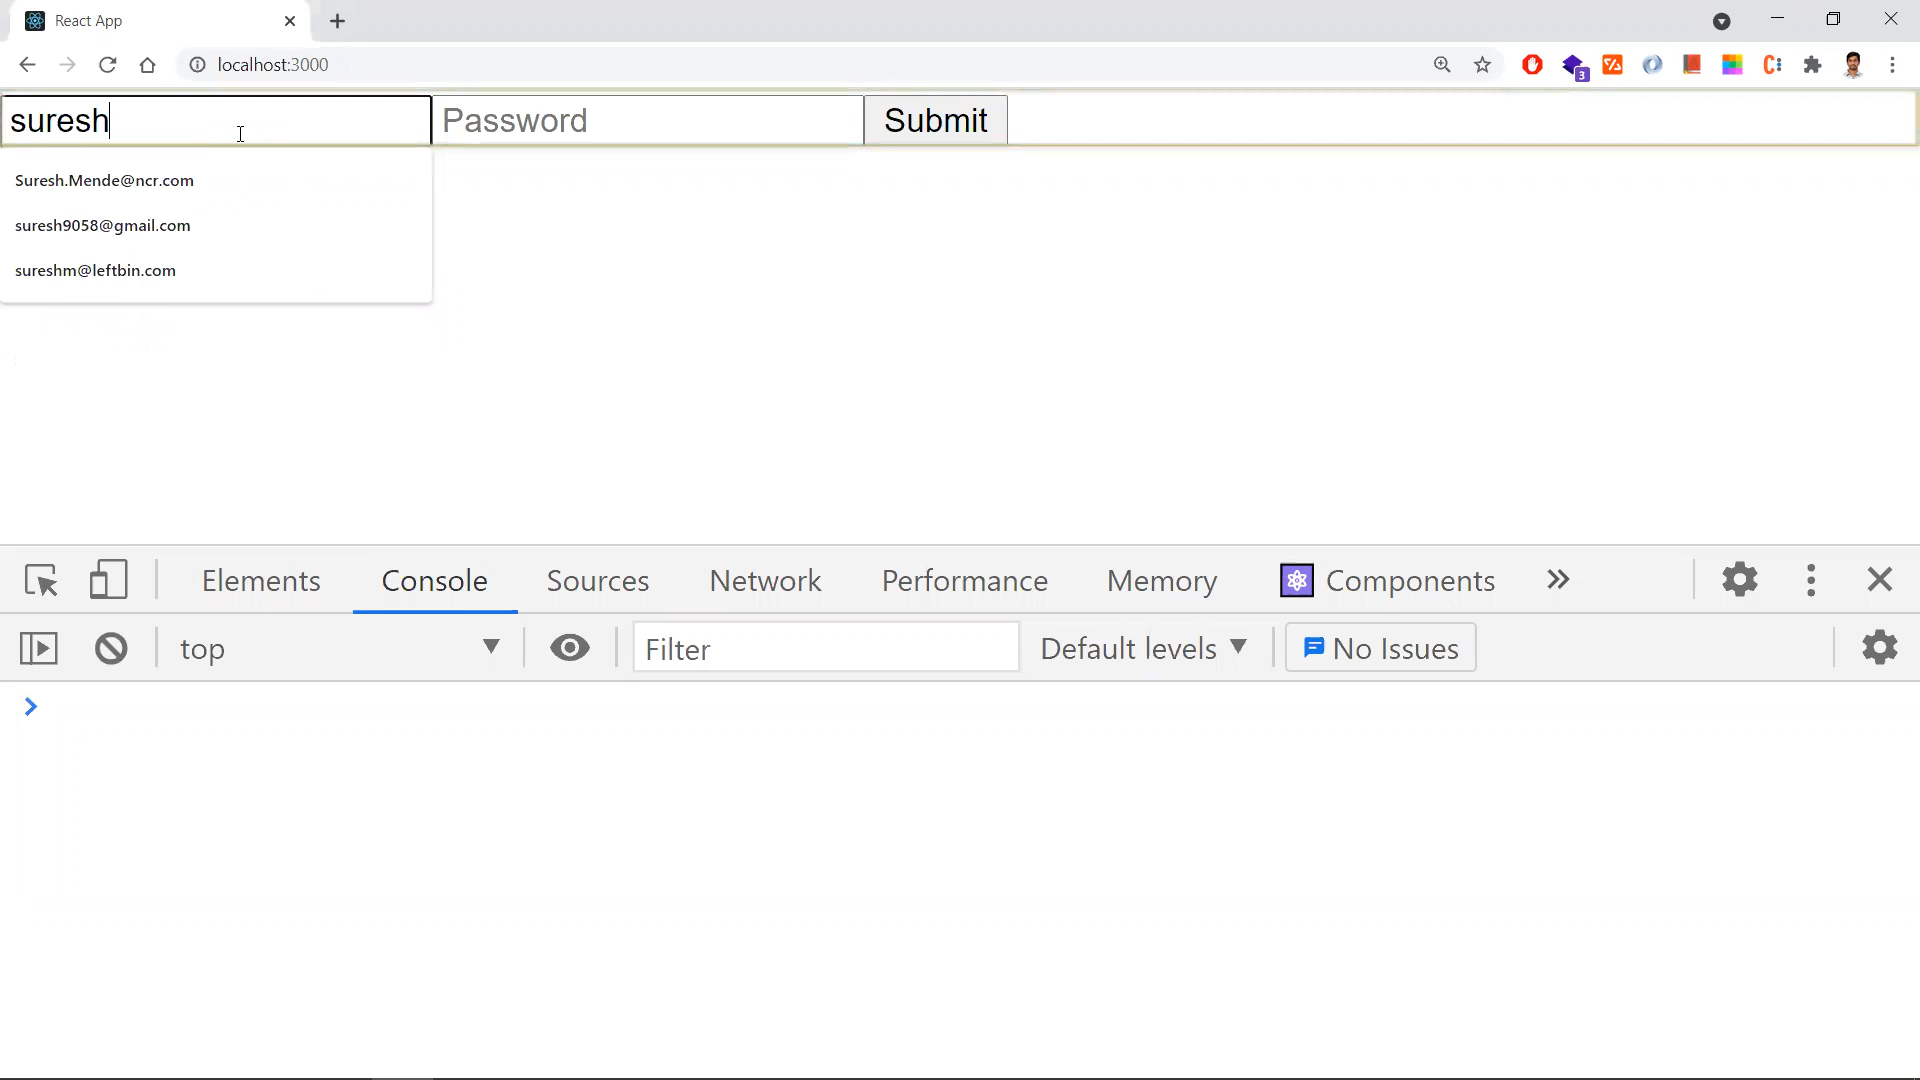 React App
localhost:3000
3
suresh Password Submit
Suresh.Mende@ncr.com
suresh9058@gmail.com
sureshm@leftbin.com
Elements Console Sources Network Performance Memory Components
top Filter Default levels No Issues